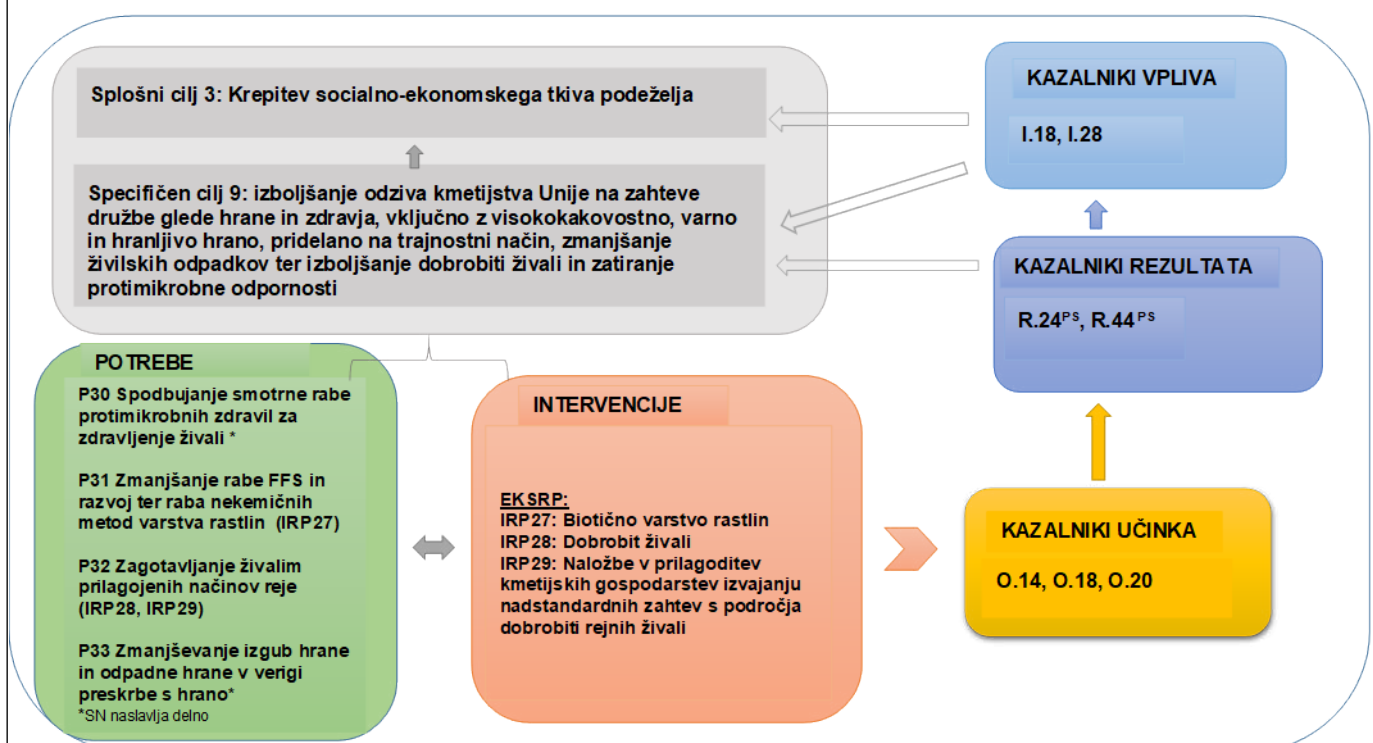 Splošni cilj 3: Krepitev socialno-ekonomskega tkiva podeželja
Specifičen cilj 9: izboljšanje odziva kmetijstva Unije na zahteve
družbe glede hrane in zdravja, vključno z visokokakovostno, varno
in hranljivo hrano, pridelano na trajnostni način, zmanjšanje
živilskih odpadkov ter izboljšanje dobrobiti živali in zatiranje
protimikrobne odpornosti
KAZALNIKI VPLIVA
I.18, I.28
KAZALNIKI REZULTATA
R.24ᴾˢ, R.44ᴾˢ
POTREBE
P30 Spodbujanje smotrne rabe
protimikrobnih zdravil za
zdravljenje živali *
P31 Zmanjšanje rabe FFS in
razvoj ter raba nekemičnih
metod varstva rastlin (IRP27)
P32 Zagotavljanje živalim
prilagojenih načinov reje
(IRP28, IRP29)
P33 Zmanjševanje izgub hrane
in odpadne hrane v verigi
preskrbe s hrano*
*SN naslavlja delno
INTERVENCIJE
EKSRP:
IRP27: Biotično varstvo rastlin
IRP28: Dobrobit živali
IRP29: Naložbe v prilagoditev
kmetijskih gospodarstev izvajanju
nadstandardnih zahtev s področja
dobrobiti rejnih živali
KAZALNIKI UČINKA
O.14, O.18, O.20